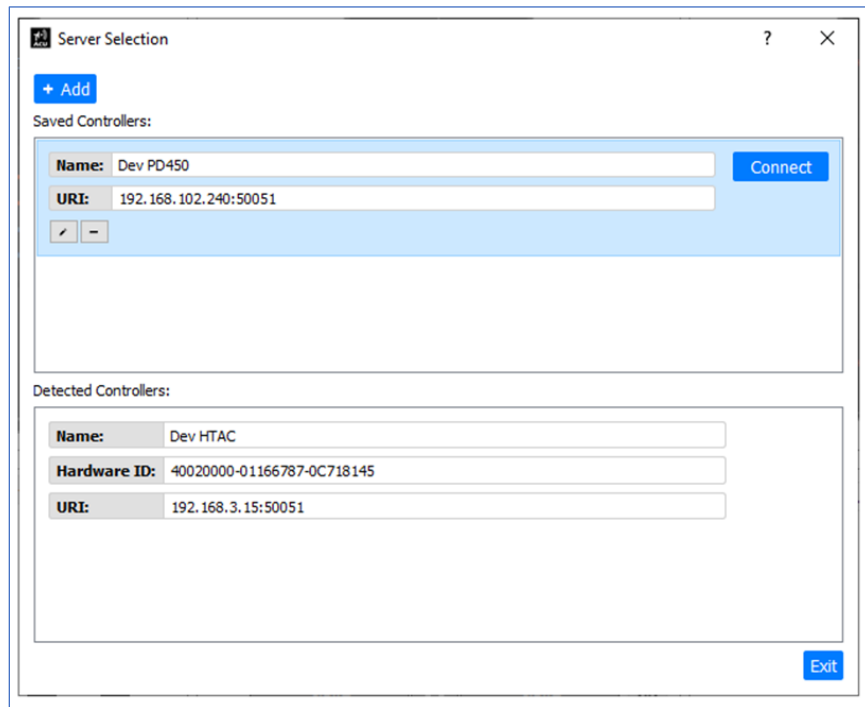 ACU Server Selection ? ×
+ Add
Saved Controllers:
Name: Dev PD450
Connect
URI: 192.168.102.240:50051
Detected Controllers:
Name: Dev HTAC
Hardware ID: 40020000-01166787-0C718145
URI: 192.168.3.15:50051
Exit